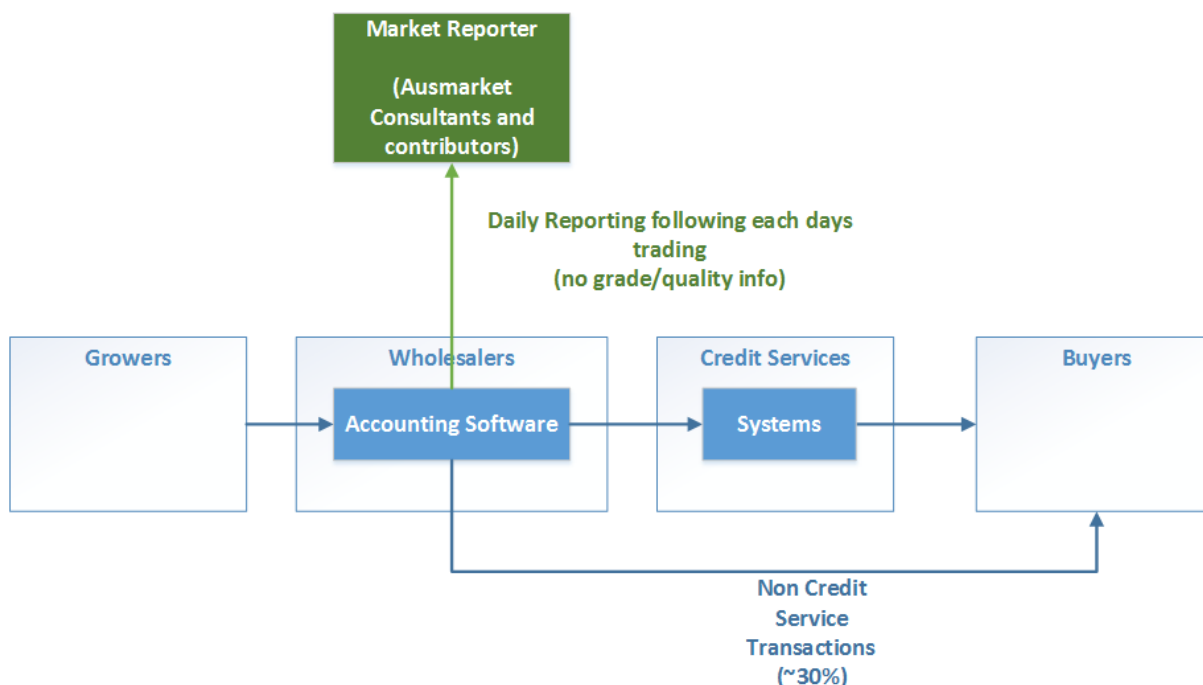 Market Reporter
(Ausmarket
Consultants and
contributors)
Daily Reporting following each days
trading
(no grade/quality info)
Growers
Wholesalers
Credit Services
Buyers
Accounting Software
Systems
Non Credit
Service
Transactions
(~30%)